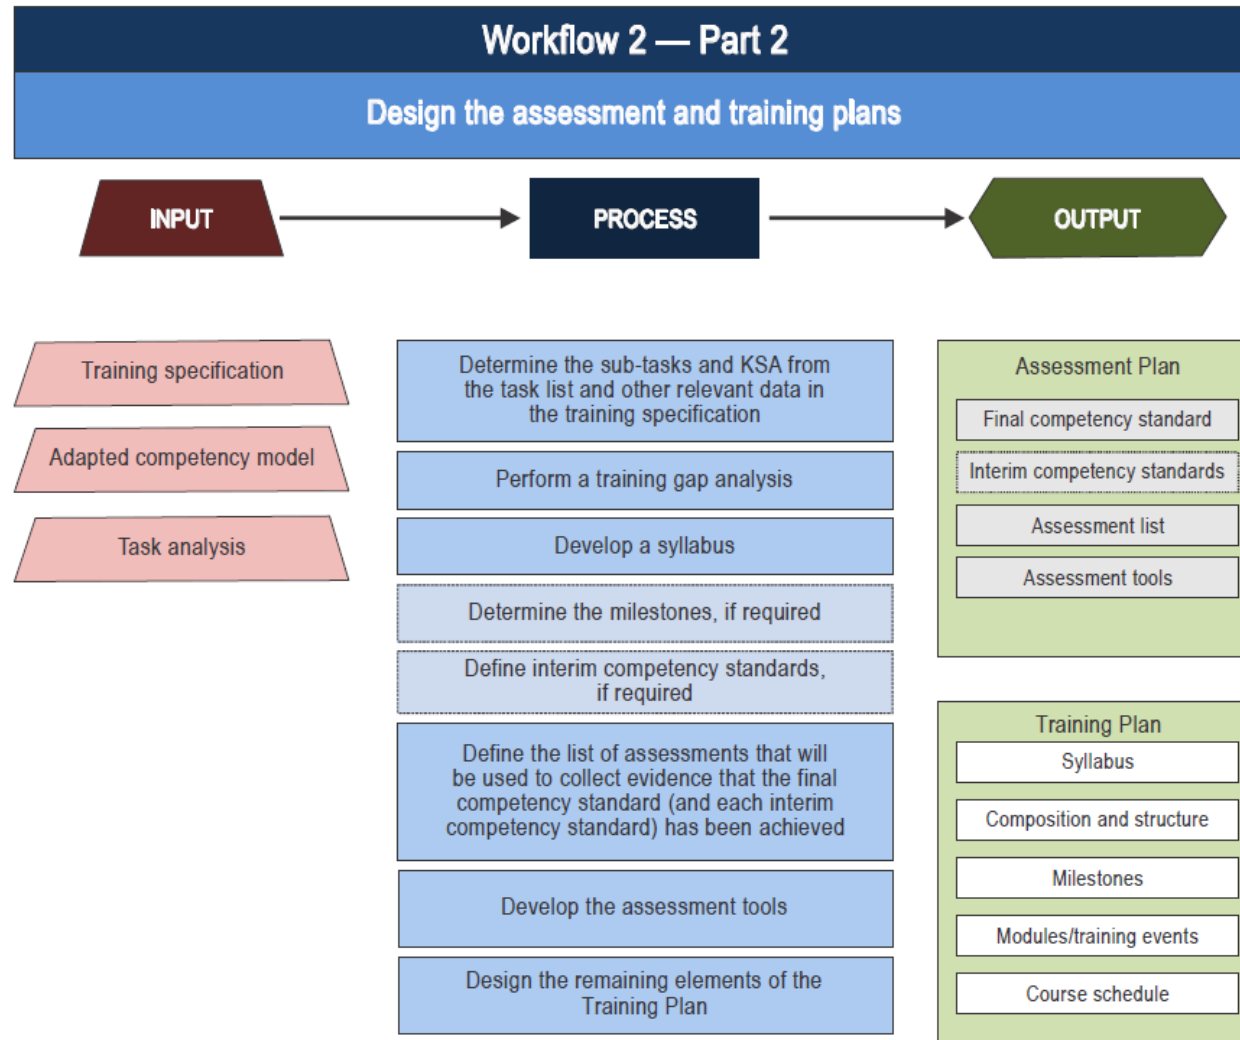 Workflow 2 — Part 2
Design the assessment and training plans
INPUT
PROCESS
OUTPUT
Training specification
Adapted competency model
Task analysis
Determine the sub-tasks and KSA from
the task list and other relevant data in
the training specification
Perform a training gap analysis
Develop a syllabus
Determine the milestones, if required
Define interim competency standards,
if required
Define the list of assessments that will
be used to collect evidence that the final
competency standard (and each interim
competency standard) has been achieved
Develop the assessment tools
Design the remaining elements of the
Training Plan
Assessment Plan
Final competency standard
Interim competency standards
Assessment list
Assessment tools
Training Plan
Syllabus
Composition and structure
Milestones
Modules/training events
Course schedule